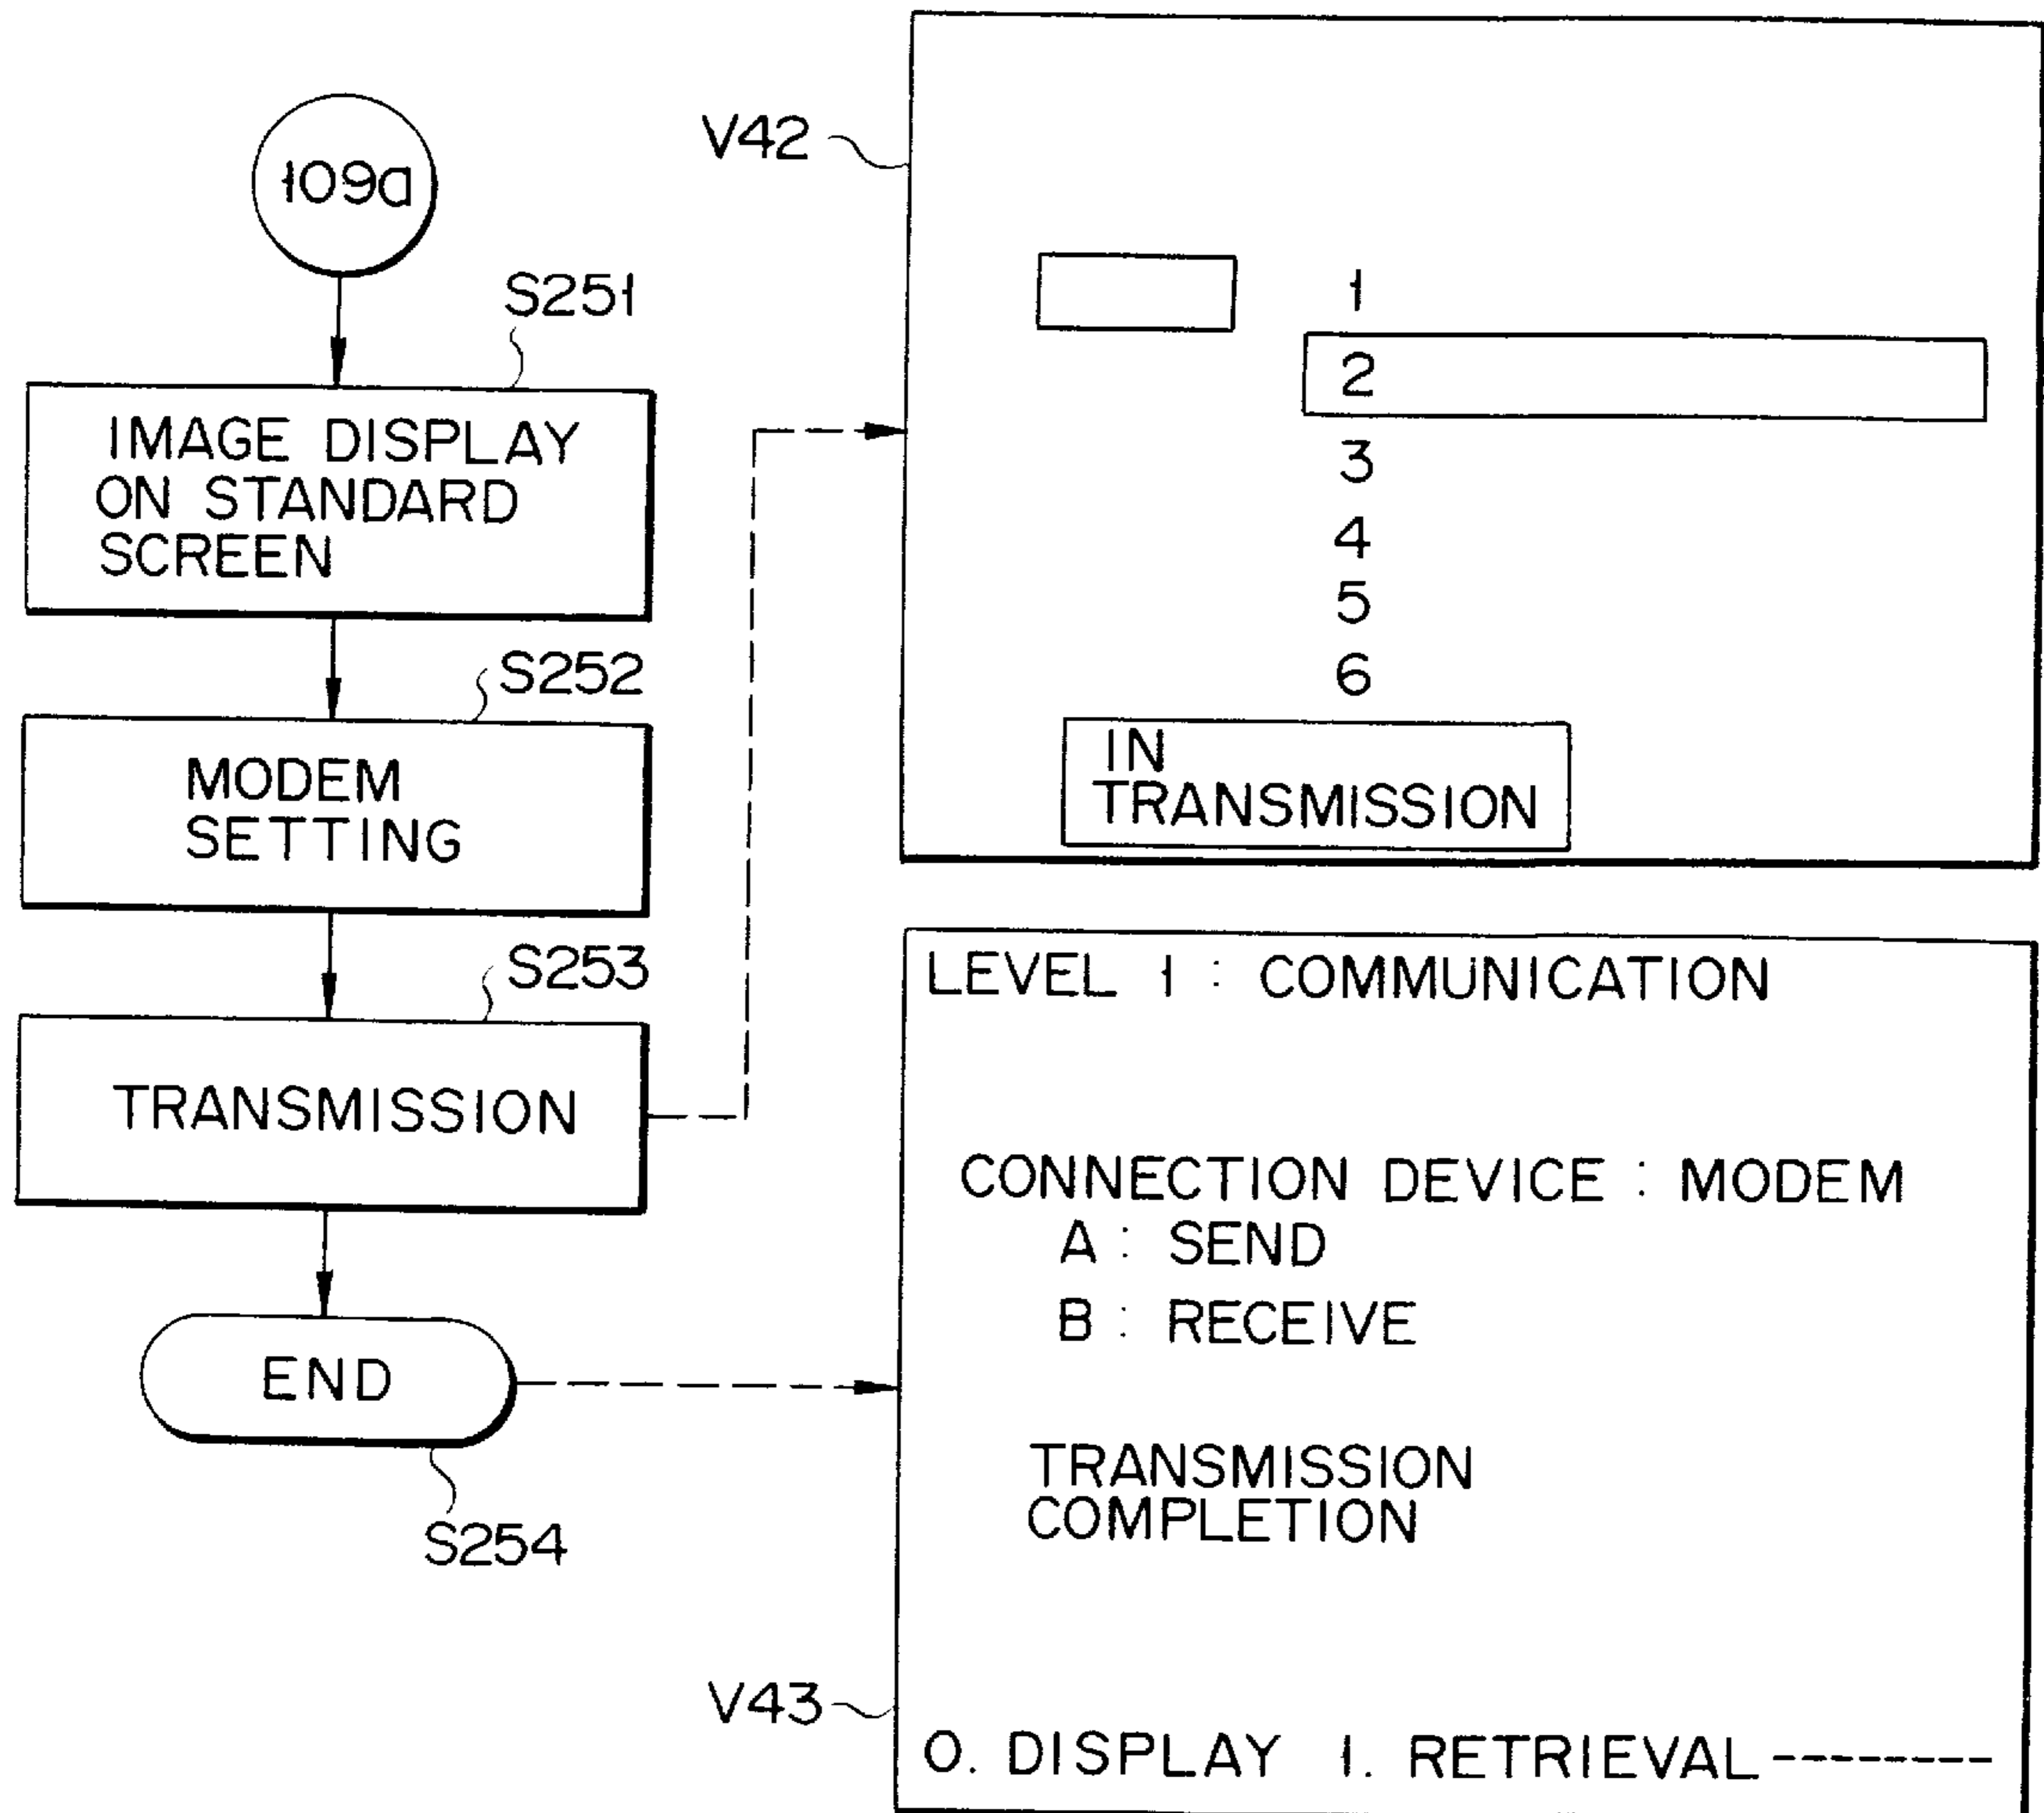 109a
S251
IMAGE DISPLAY
ON STANDARD
SCREEN
S252
MODEM
SETTING
S253
TRANSMISSION
END
S254
V42
1
2
3
4
5
6
IN
TRANSMISSION
LEVEL 1 : COMMUNICATION
CONNECTION DEVICE : MODEM
A : SEND
B : RECEIVE
TRANSMISSION
COMPLETION
V43
0. DISPLAY 1. RETRIEVAL -------